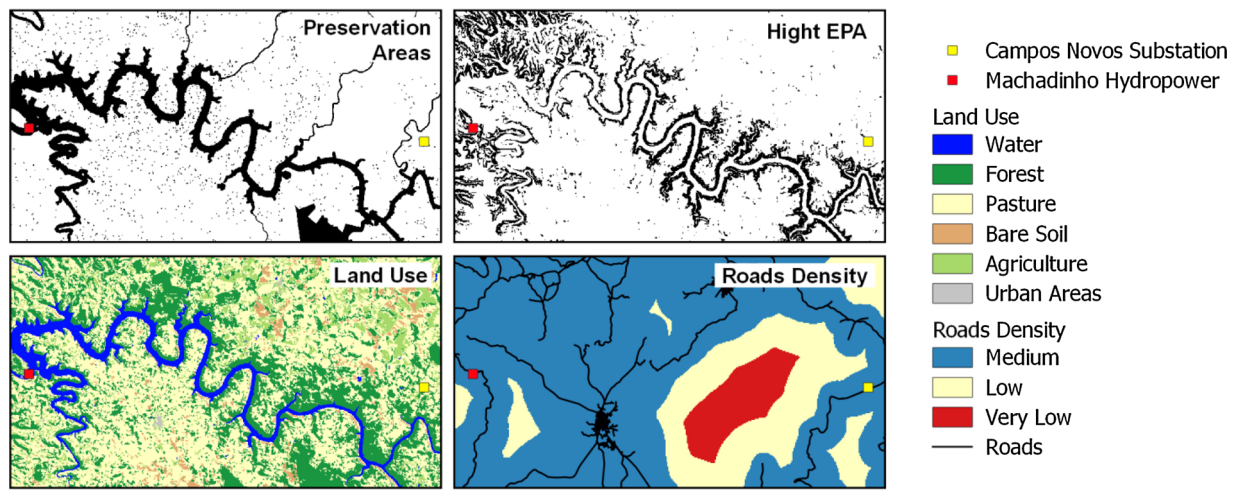 Preservation
Areas
Hight EPA
Land Use
Roads Density
Campos Novos Substation
Machadinho Hydropower
Land Use
Water
Forest
Pasture
Bare Soil
Agriculture
Urban Areas
Roads Density
Medium
Low
Very Low
Roads